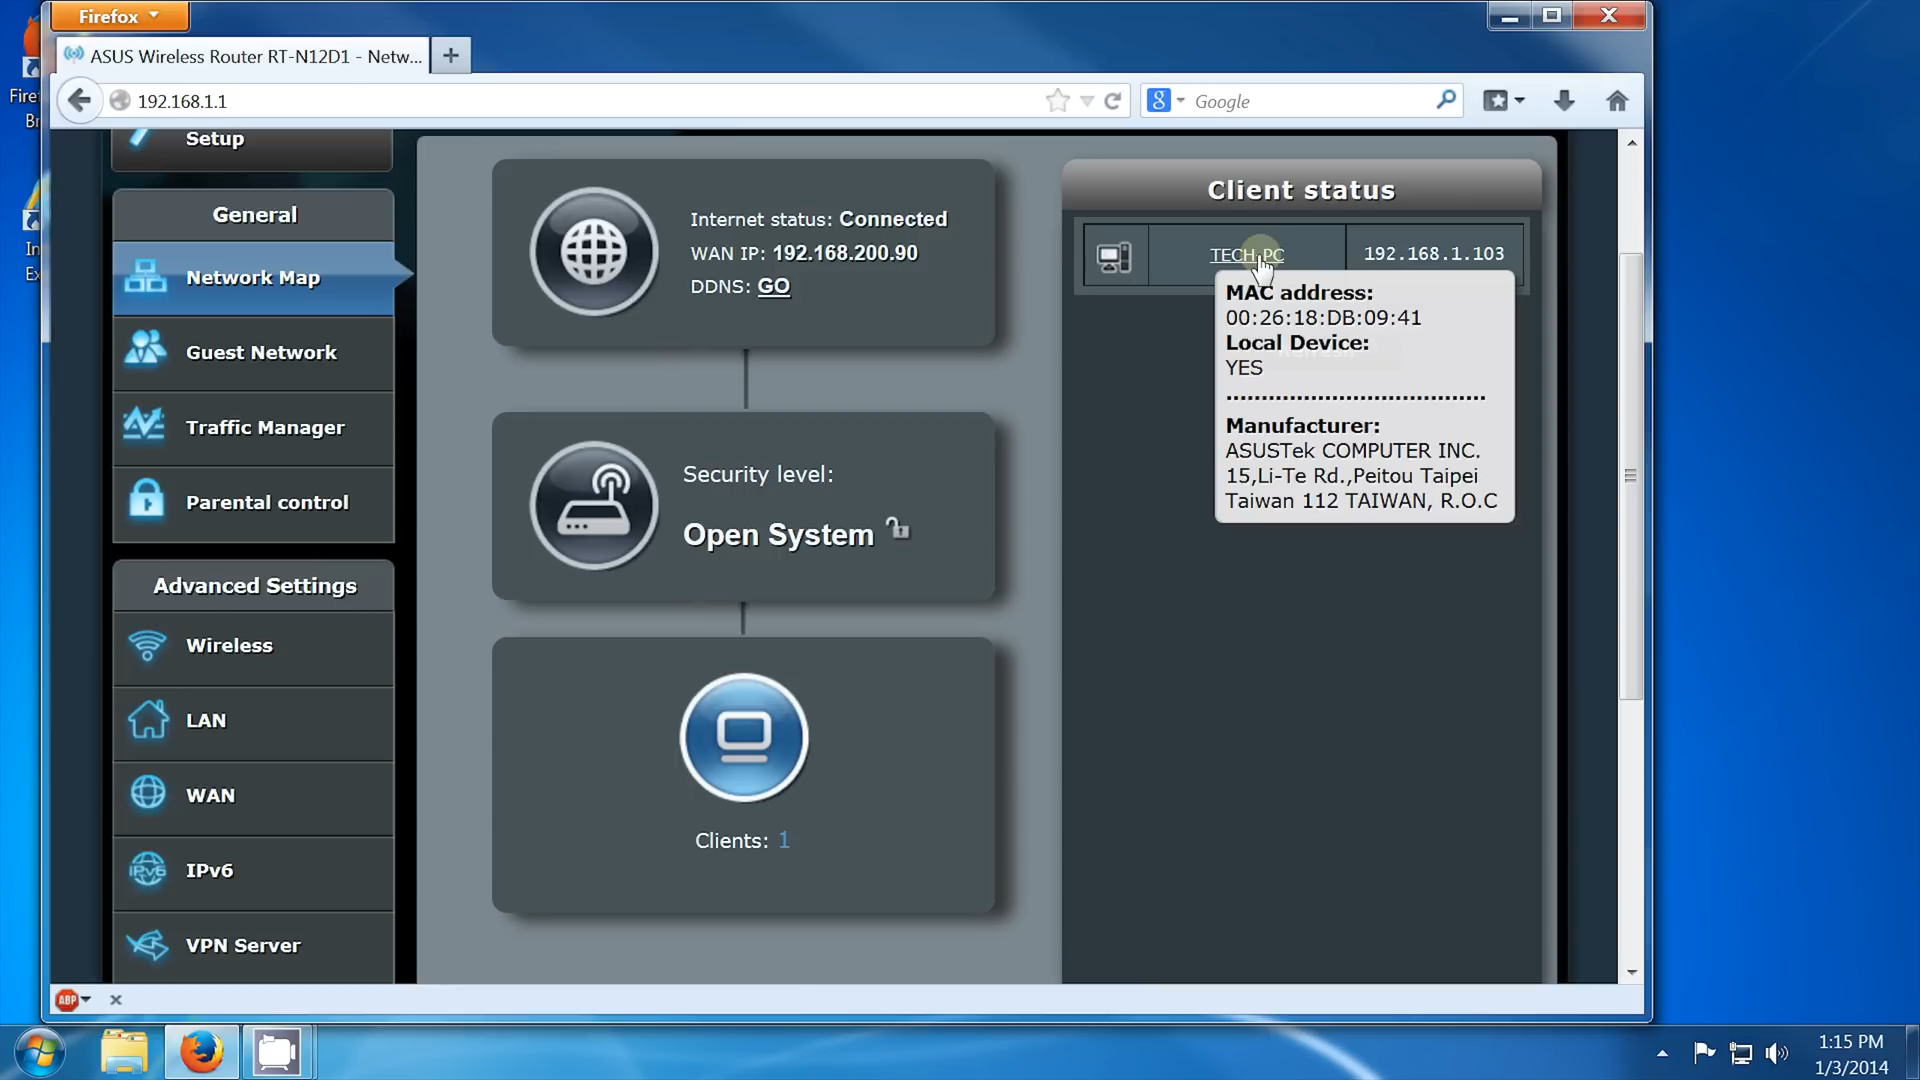 Firefox
ASUS Wireless Router RT-N12D1 - Netw...
192.168.1.1
Google
Setup
General
Network Map
Guest Network
Traffic Manager
Parental control
Advanced Settings
Wireless
LAN
WAN
IPv6
VPN Server
Internet status: Connected
WAN IP: 192.168.200.90
DDNS: GO
Security level:
Open System
Clients: 1
Client status
192.168.1.103
MAC address:
00:26:18:DB:09:41
Local Device:
YES
Manufacturer:
ASUSTek COMPUTER INC.
15,Li-Te Rd.,Peitou Taipei
Taiwan 112 TAIWAN, R.O.C
ABP
1:15 PM
1/3/2014